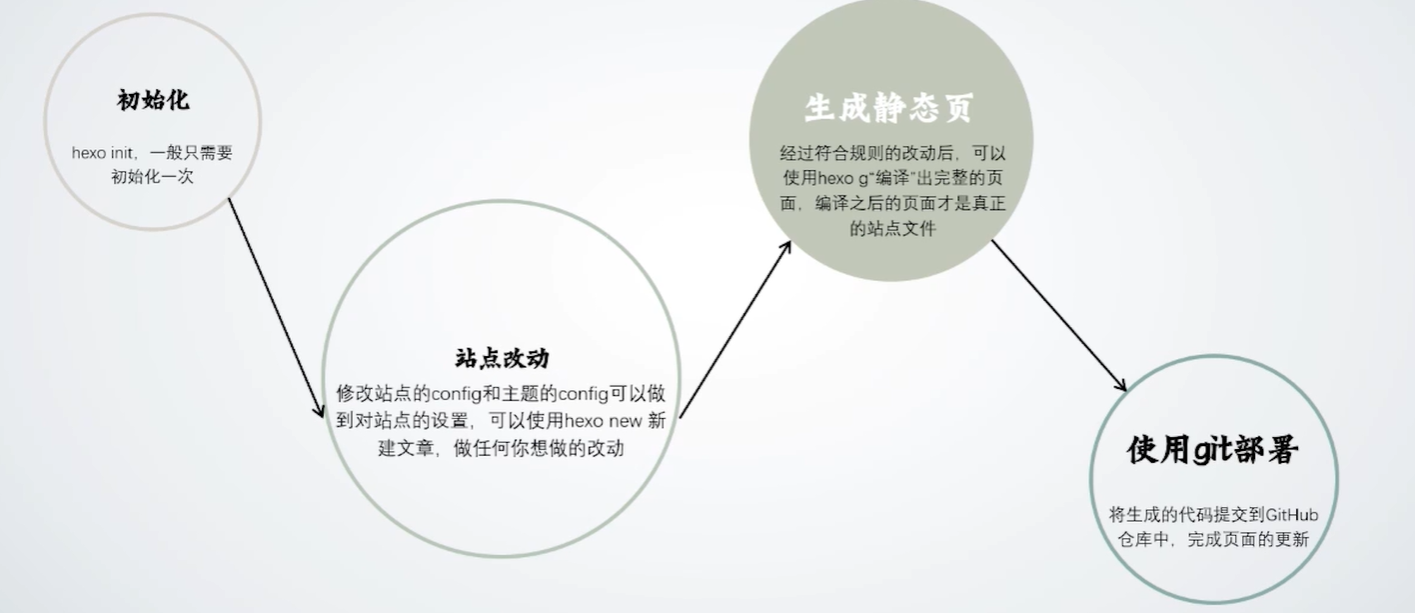 初始化
hexo init，一般只需要
初始化一次
站点改动
修改站点的config和主题的config可以做
到对站点的设置，可以使用hexo new 新
建文章，做任何你想做的改动
生成静态页
经过符合规则的改动后，可以
使用hexo g“编译”出完整的页
面，编译之后的页面才是真正
的站点文件
使用git部署
将生成的代码提交到GitHub
仓库中，完成页面的更新